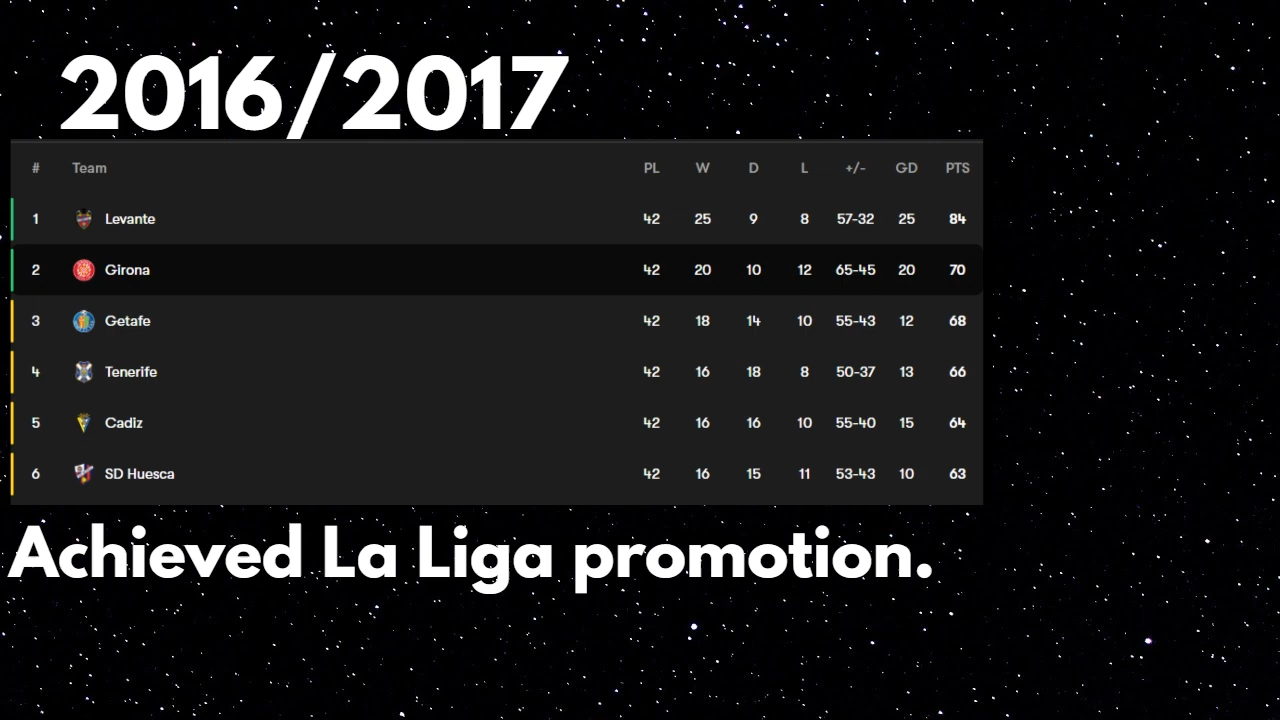 2016/2017
# Team PL W D L +/- GD PTS
1 Levante 42 25 9 8 57-32 25 84
2 Girona 42 20 10 12 65-45 20 70
3 Getafe 42 18 14 10 55-43 12 68
4 Tenerife 42 16 18 8 50-37 13 66
5 Cadiz 42 16 16 10 55-40 15 64
6 SD Huesca 42 16 15 11 53-43 10 63
Achieved La Liga promotion.